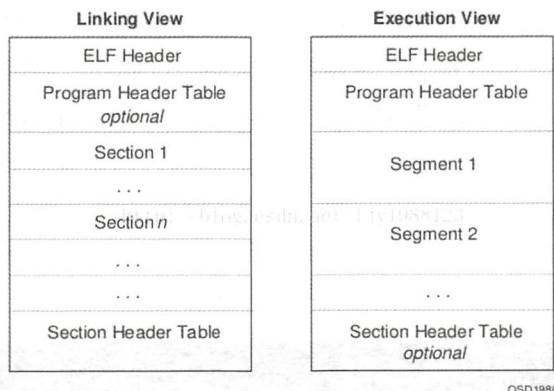 Linking View
ELF Header
Program Header Table
optional
Section 1
. . .
Section n
. . .
. . .
Section Header Table
Execution View
ELF Header
Program Header Table
Segment 1
Segment 2
. . .
Section Header Table
optional